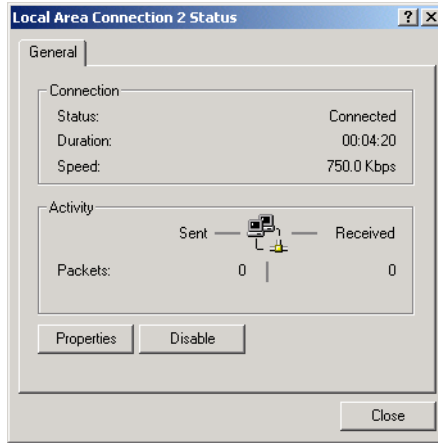 Local Area Connection 2 Status
General
Connection
Status: Connected
Duration: 00:04:20
Speed: 750.0 Kbps
Activity
Sent Received
Packets: 0 0
Properties Disable
Close